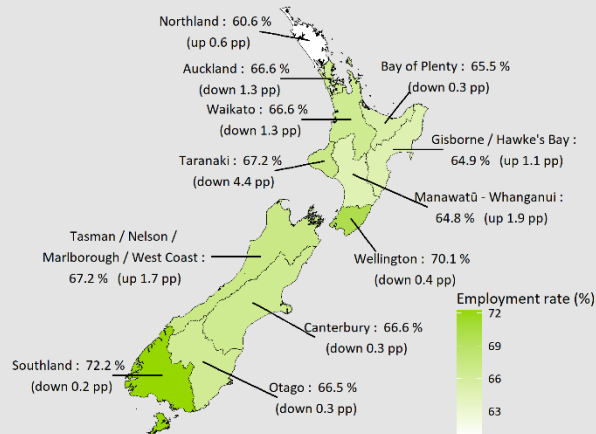 Northland : 60.6 %
(up 0.6 pp)
Auckland : 66.6 %
(down 1.3 pp)
Bay of Plenty : 65.5 %
(down 0.3 pp)
Waikato : 66.6 %
(down 1.3 pp)
Gisborne / Hawke's Bay :
64.9 % (up 1.1 pp)
Taranaki : 67.2 %
(down 4.4 pp)
Manawatū - Whanganui :
64.8 % (up 1.9 pp)
Tasman / Nelson /
Marlborough / West Coast :
67.2 % (up 1.7 pp)
Wellington : 70.1 %
(down 0.4 pp)
Canterbury : 66.6 %
(down 0.3 pp)
Southland : 72.2 %
(down 0.2 pp)
Otago : 66.5 %
(down 0.3 pp)
Employment rate (%)
72
69
66
63